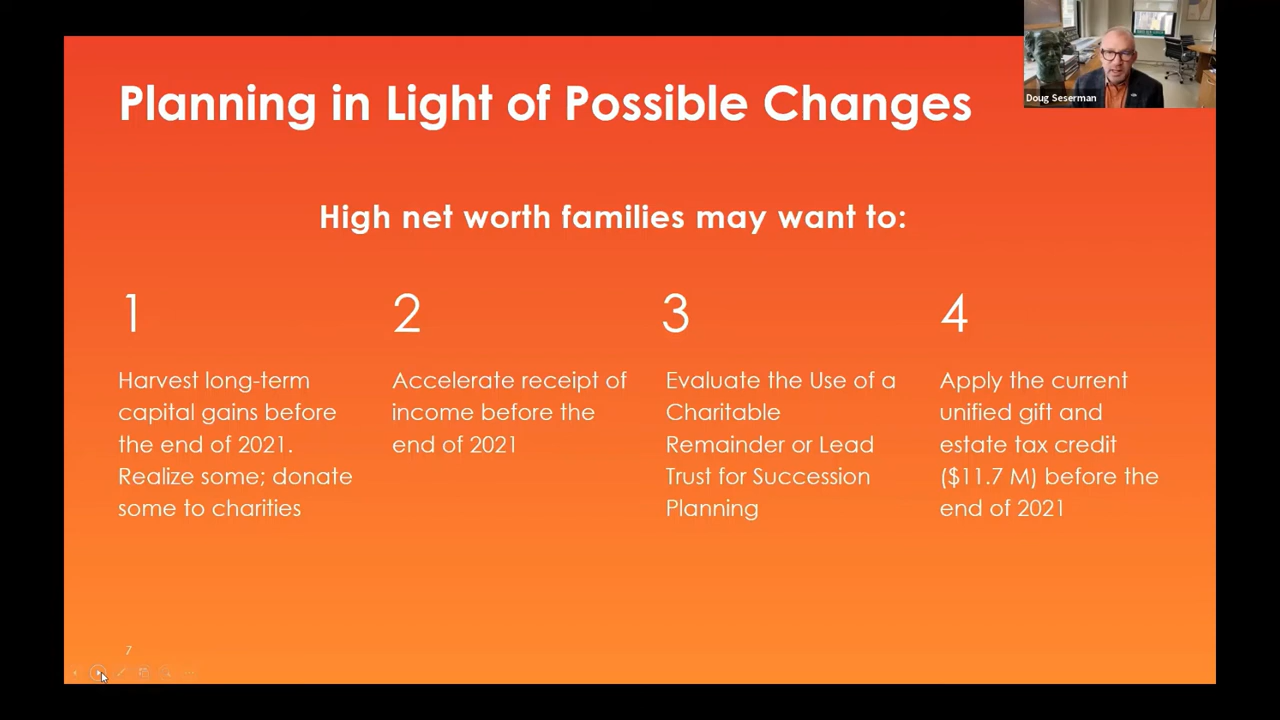 Planning in Light of Possible Changes
Doug Seserman
High net worth families may want to:
1
Harvest long-term
capital gains before
the end of 2021.
Realize some; donate
some to charities
2
Accelerate receipt of
income before the
end of 2021
3
Evaluate the Use of a
Charitable
Remainder or Lead
Trust for Succession
Planning
4
Apply the current
unified gift and
estate tax credit
($11.7 M) before the
end of 2021
7